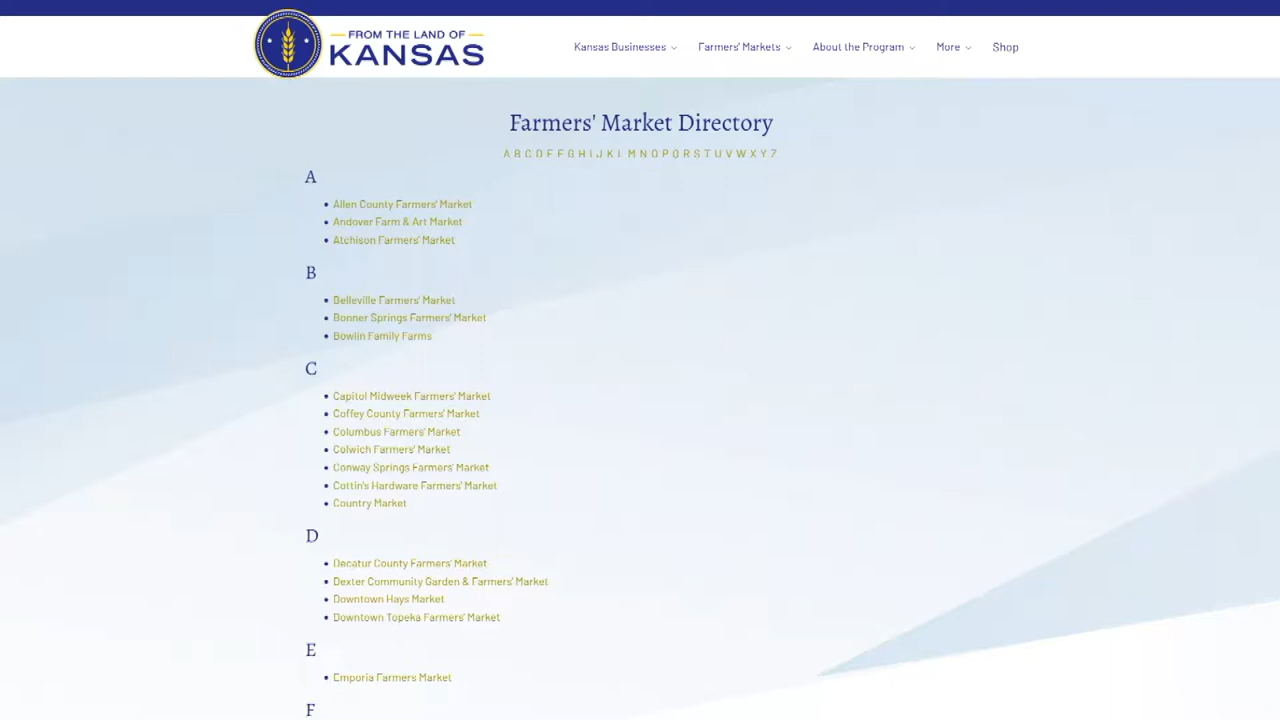 FROM THE LAND OF
KANSAS
Kansas Businesses Farmers' Markets About the Program More Shop
Farmers' Market Directory
A B C D E F G H I J K L M N O P Q R S T U V W X Y Z
A
Allen County Farmers' Market
Andover Farm & Art Market
Atchison Farmers' Market
B
Belleville Farmers' Market
Bonner Springs Farmers' Market
Bowlin Family Farms
C
Capitol Midweek Farmers' Market
Coffey County Farmers' Market
Columbus Farmers' Market
Colwich Farmers' Market
Conway Springs Farmers' Market
Cottin's Hardware Farmers' Market
Country Market
D
Decatur County Farmers' Market
Dexter Community Garden & Farmers' Market
Downtown Hays Market
Downtown Topeka Farmers' Market
E
Emporia Farmers Market
F